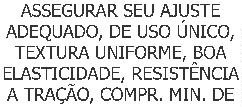 ASSEGURAR SEU AJUSTE
ADEQUADO, DE USO ÚNICO,
TEXTURA UNIFORME, BOA
ELASTICIDADE, RESISTÊNCIA
A TRAÇÃO, COMPR. MIN. DE